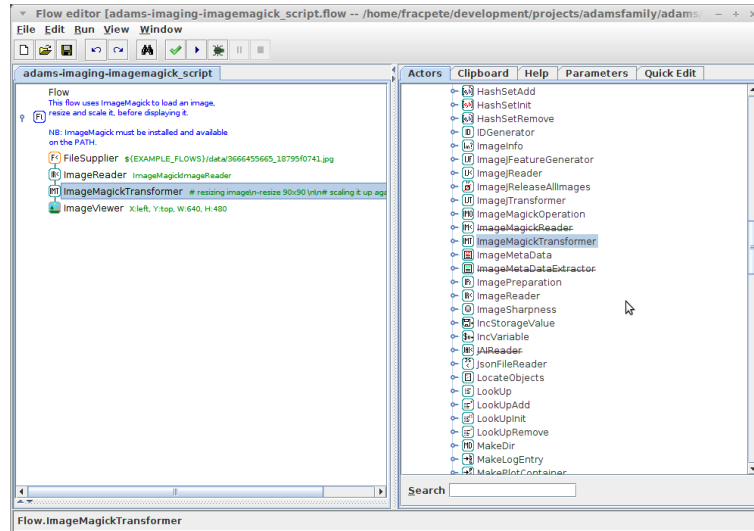 Flow editor [adams-imaging-imagemagick_script.flow -- /home/fracpete/development/projects/adamsfamily/adams
File Edit Run View Window
adams-imaging-imagemagick_script
Flow
This flow uses ImageMagick to load an image,
resize and scale it, before displaying it.
NB: ImageMagick must be installed and available
on the PATH.
FileSupplier ${EXAMPLE_FLOWS}/data/3666455665_18795f0741.jpg
ImageReader ImageMagickImageReader
ImageMagickTransformer # resizing image\n-resize 90x90 \n\n# scaling it up aga
ImageViewer X:left, Y:top, W:640, H:480
Actors Clipboard Help Parameters Quick Edit
HashSetAdd
HashSetInit
HashSetRemove
IDGenerator
ImageInfo
ImageJFeatureGenerator
ImageJReader
ImageJReleaseAllImages
ImageJTransformer
ImageMagickOperation
ImageMagickReader
ImageMagickTransformer
ImageMetaData
ImageMetaDataExtractor
ImagePreparation
ImageReader
ImageSharpness
IncStorageValue
IncVariable
JAIReader
JsonFileReader
LocateObjects
LookUp
LookUpAdd
LookUpInit
LookUpRemove
MakeDir
MakeLogEntry
MakePlotContainer
Search
Flow.ImageMagickTransformer